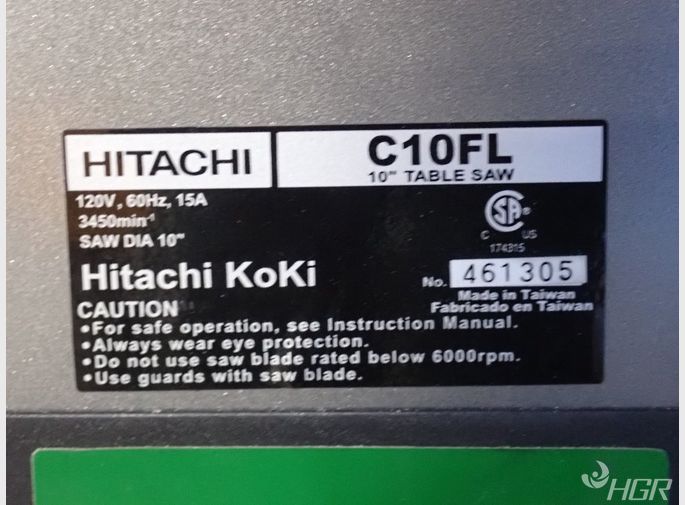 HITACHI
C10FL
10" TABLE SAW
120V, 60Hz, 15A
3450min⁻¹
SAW DIA 10"
CSA®
C US
174315
Hitachi KoKi
No. 461305
Made in Taiwan
Fabricado en Taiwan
CAUTION
•For safe operation, see Instruction Manual.
•Always wear eye protection.
•Do not use saw blade rated below 6000rpm.
•Use guards with saw blade.
HGR